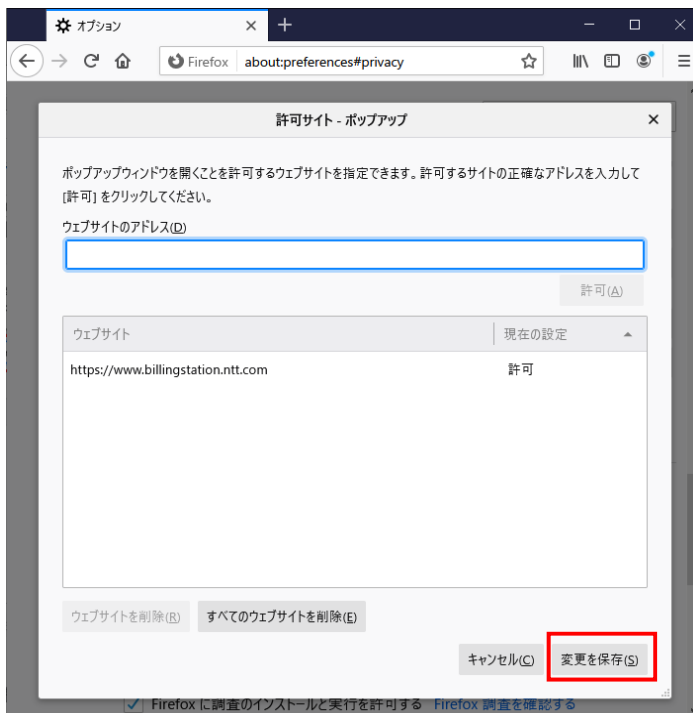 オプション
Firefox about:preferences#privacy
許可サイト - ポップアップ
ポップアップウィンドウを開くことを許可するウェブサイトを指定できます。許可するサイトの正確なアドレスを入力して
[許可] をクリックしてください。
ウェブサイトのアドレス(D)
許可(A)
ウェブサイト 現在の設定
https://www.billingstation.ntt.com 許可
ウェブサイトを削除(R) すべてのウェブサイトを削除(E)
キャンセル(C) 変更を保存(S)
Firefox に調査のインストールと実行を許可する Firefox 調査を確認する